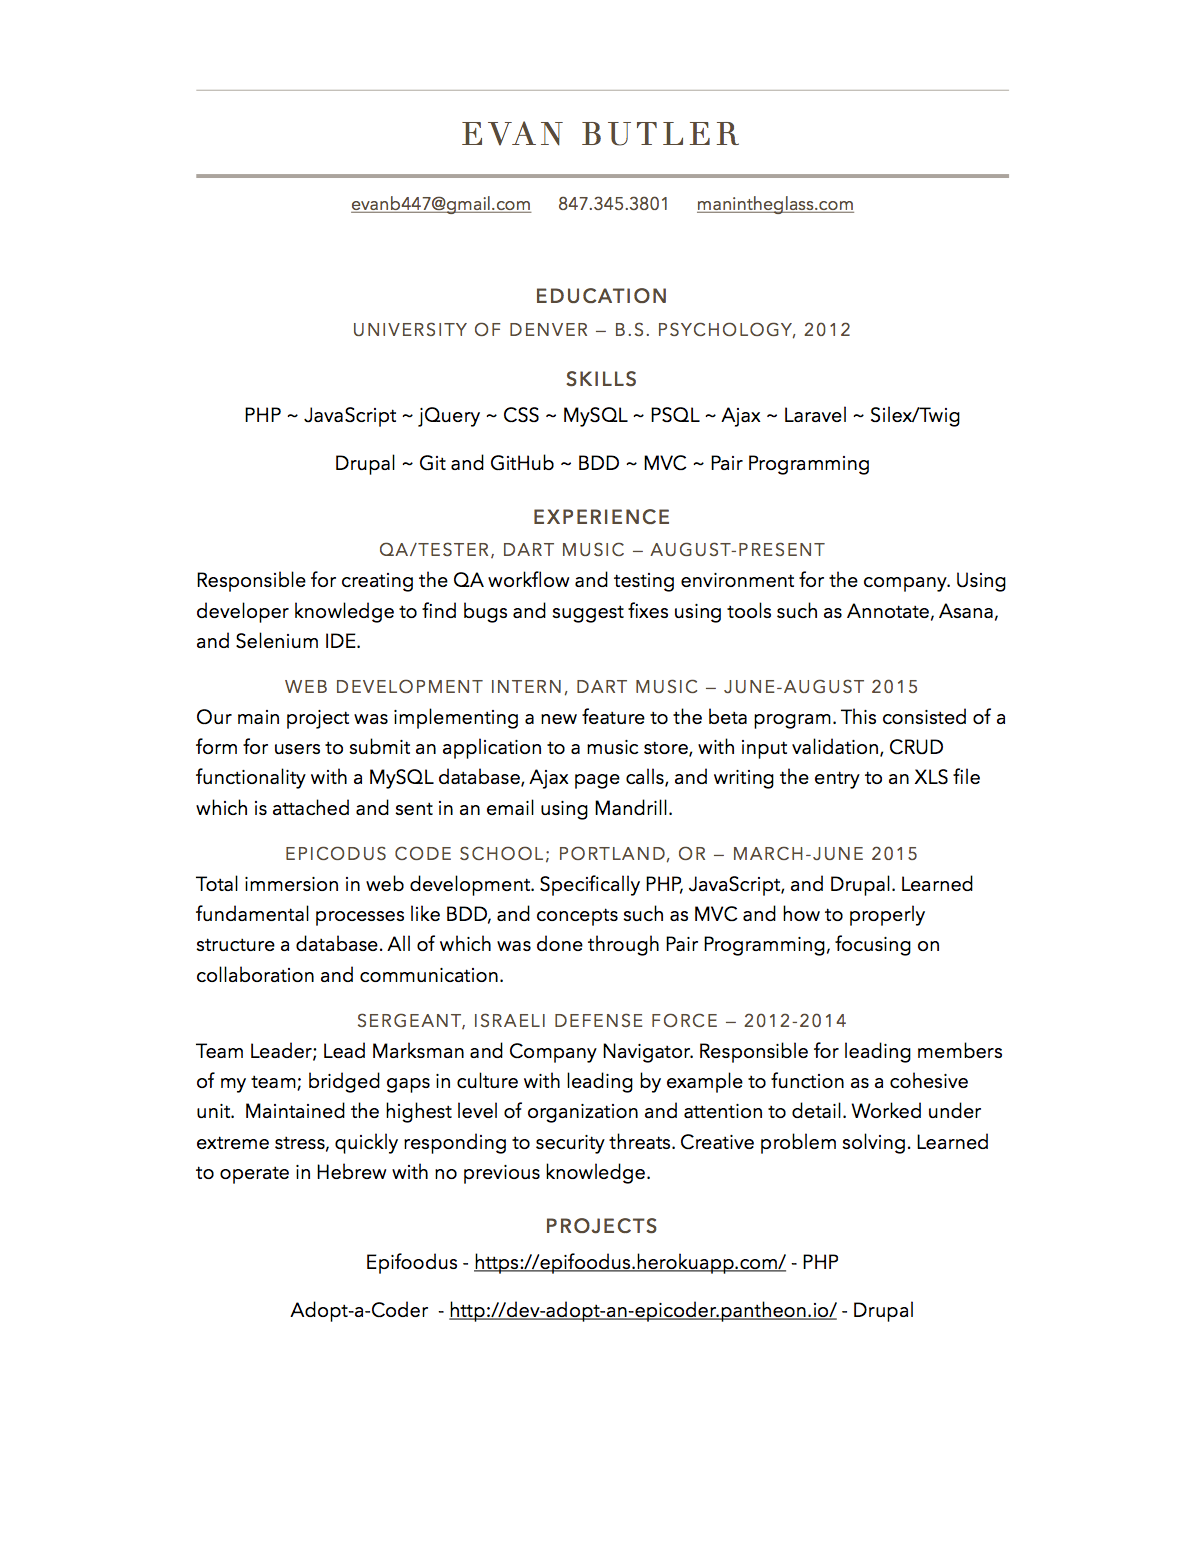 EVAN BUTLER
evanb447@gmail.com 847.345.3801 manintheglass.com
EDUCATION
UNIVERSITY OF DENVER – B.S. PSYCHOLOGY, 2012
SKILLS
PHP ~ JavaScript ~ jQuery ~ CSS ~ MySQL ~ PSQL ~ Ajax ~ Laravel ~ Silex/Twig
Drupal ~ Git and GitHub ~ BDD ~ MVC ~ Pair Programming
EXPERIENCE
QA/TESTER, DART MUSIC – AUGUST-PRESENT
Responsible for creating the QA workflow and testing environment for the company. Using
developer knowledge to find bugs and suggest fixes using tools such as Annotate, Asana,
and Selenium IDE.
WEB DEVELOPMENT INTERN, DART MUSIC – JUNE-AUGUST 2015
Our main project was implementing a new feature to the beta program. This consisted of a
form for users to submit an application to a music store, with input validation, CRUD
functionality with a MySQL database, Ajax page calls, and writing the entry to an XLS file
which is attached and sent in an email using Mandrill.
EPICODUS CODE SCHOOL; PORTLAND, OR – MARCH-JUNE 2015
Total immersion in web development. Specifically PHP, JavaScript, and Drupal. Learned
fundamental processes like BDD, and concepts such as MVC and how to properly
structure a database. All of which was done through Pair Programming, focusing on
collaboration and communication.
SERGEANT, ISRAELI DEFENSE FORCE – 2012-2014
Team Leader; Lead Marksman and Company Navigator. Responsible for leading members
of my team; bridged gaps in culture with leading by example to function as a cohesive
unit.  Maintained the highest level of organization and attention to detail. Worked under
extreme stress, quickly responding to security threats. Creative problem solving. Learned
to operate in Hebrew with no previous knowledge.
PROJECTS
Epifoodus - https://epifoodus.herokuapp.com/ - PHP
Adopt-a-Coder  - http://dev-adopt-an-epicoder.pantheon.io/ - Drupal